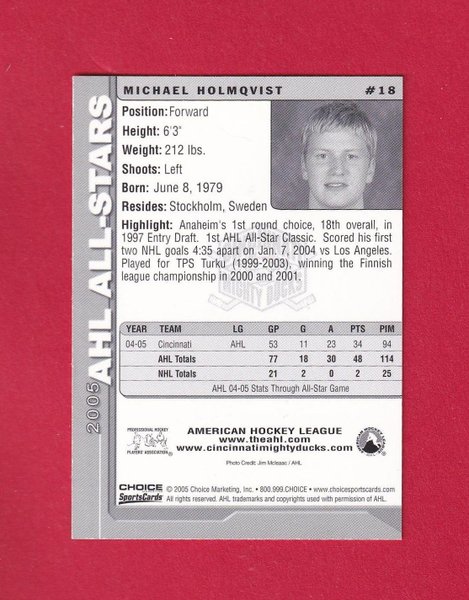 2005 AHL ALL-STARS
MICHAEL HOLMQVIST #18
Position: Forward
Height: 6'3"
Weight: 212 lbs.
Shoots: Left
Born: June 8, 1979
Resides: Stockholm, Sweden
Highlight: Anaheim's 1st round choice, 18th overall, in
1997 Entry Draft. 1st AHL All-Star Classic. Scored his first
two NHL goals 4:35 apart on Jan. 7, 2004 vs Los Angeles.
Played for TPS Turku (1999-2003), winning the Finnish
league championship in 2000 and 2001.
YEAR TEAM LG GP G A PTS PIM
04-05 Cincinnati AHL 53 11 23 34 94
AHL Totals 77 18 30 48 114
NHL Totals 21 2 0 2 25
AHL 04-05 Stats Through All-Star Game
PROFESSIONAL HOCKEY
PLAYERS' ASSOCIATION
AMERICAN HOCKEY LEAGUE
www.theahl.com
www.cincinnatimightyducks.com
Photo Credit: Jim McIsaac / AHL
CHOICE
SportsCards
© 2005 Choice Marketing, Inc. • 800.999.CHOICE • www.choicesportscards.com
All rights reserved. AHL trademarks and copyrights used with permission of AHL.